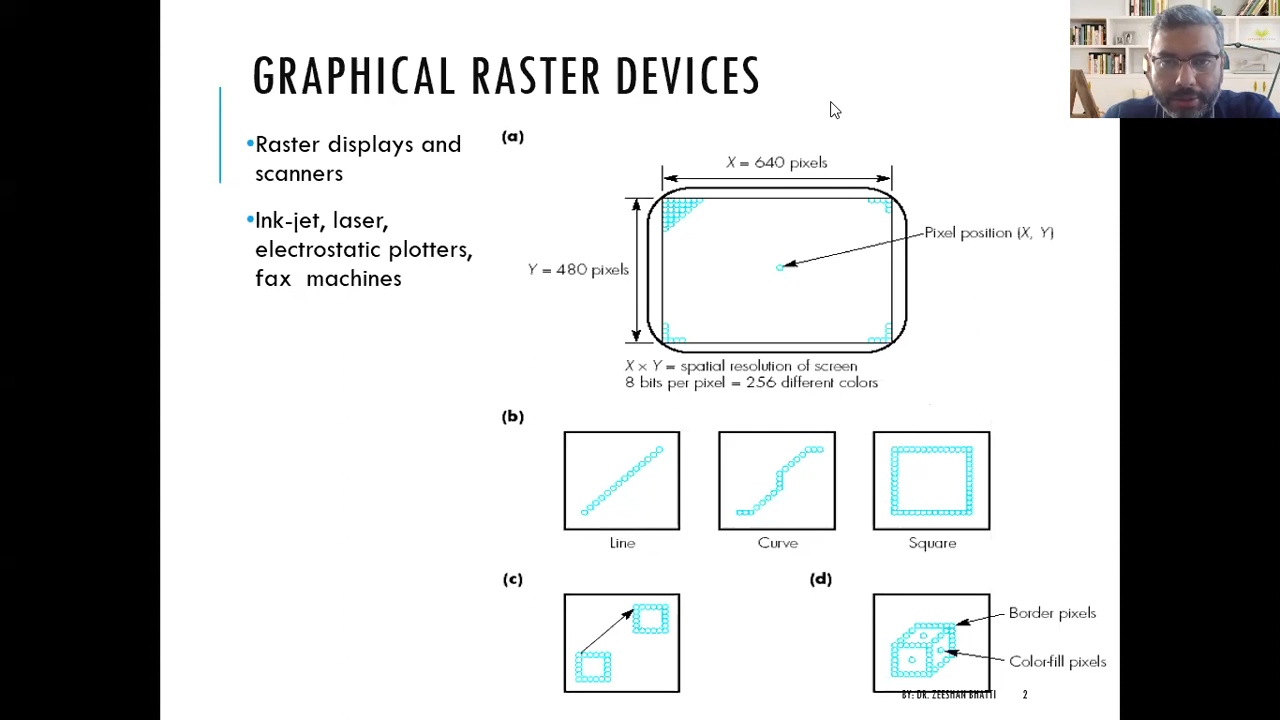 GRAPHICAL RASTER DEVICES
•Raster displays and
scanners
•Ink-jet, laser,
electrostatic plotters,
fax machines
(a)
X = 640 pixels
Pixel position (X, Y)
Y = 480 pixels
X × Y = spatial resolution of screen
8 bits per pixel = 256 different colors
(b)
Line
Curve
Square
(c)
(d)
Border pixels
Color-fill pixels
BY: DR. ZEESHAN BHATTI
2